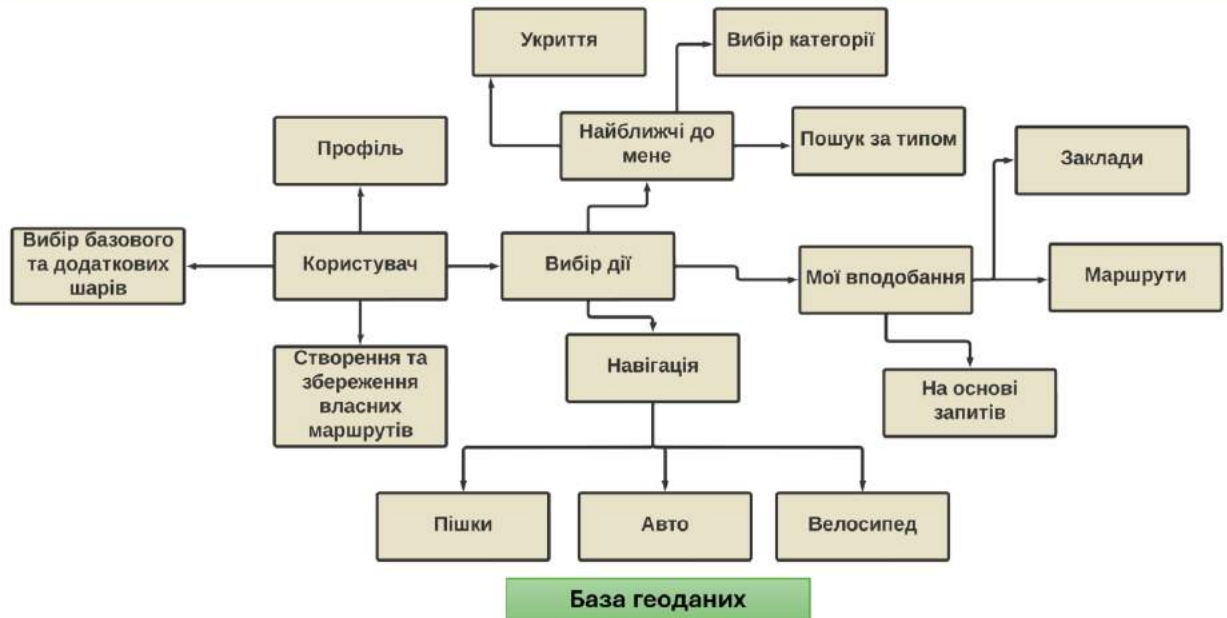 Укриття
Вибір категорії
Найближчі до
мене
Пошук за типом
Заклади
Профіль
Вибір базового
та додаткових
шарів
Користувач
Вибір дії
Мої вподобання
Маршрути
Створення та
збереження
власних
маршрутів
Навігація
На основі
запитів
Пішки
Авто
Велосипед
База геоданих